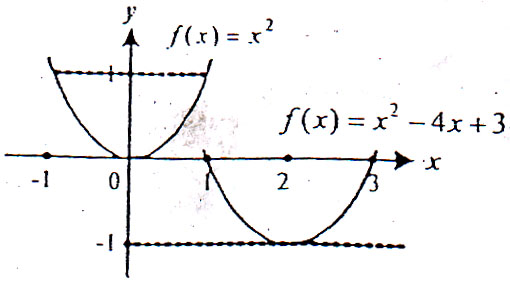 y
f(x) = x²
1
f(x) = x² − 4x + 3
-1 0 1 2 3 x
-1